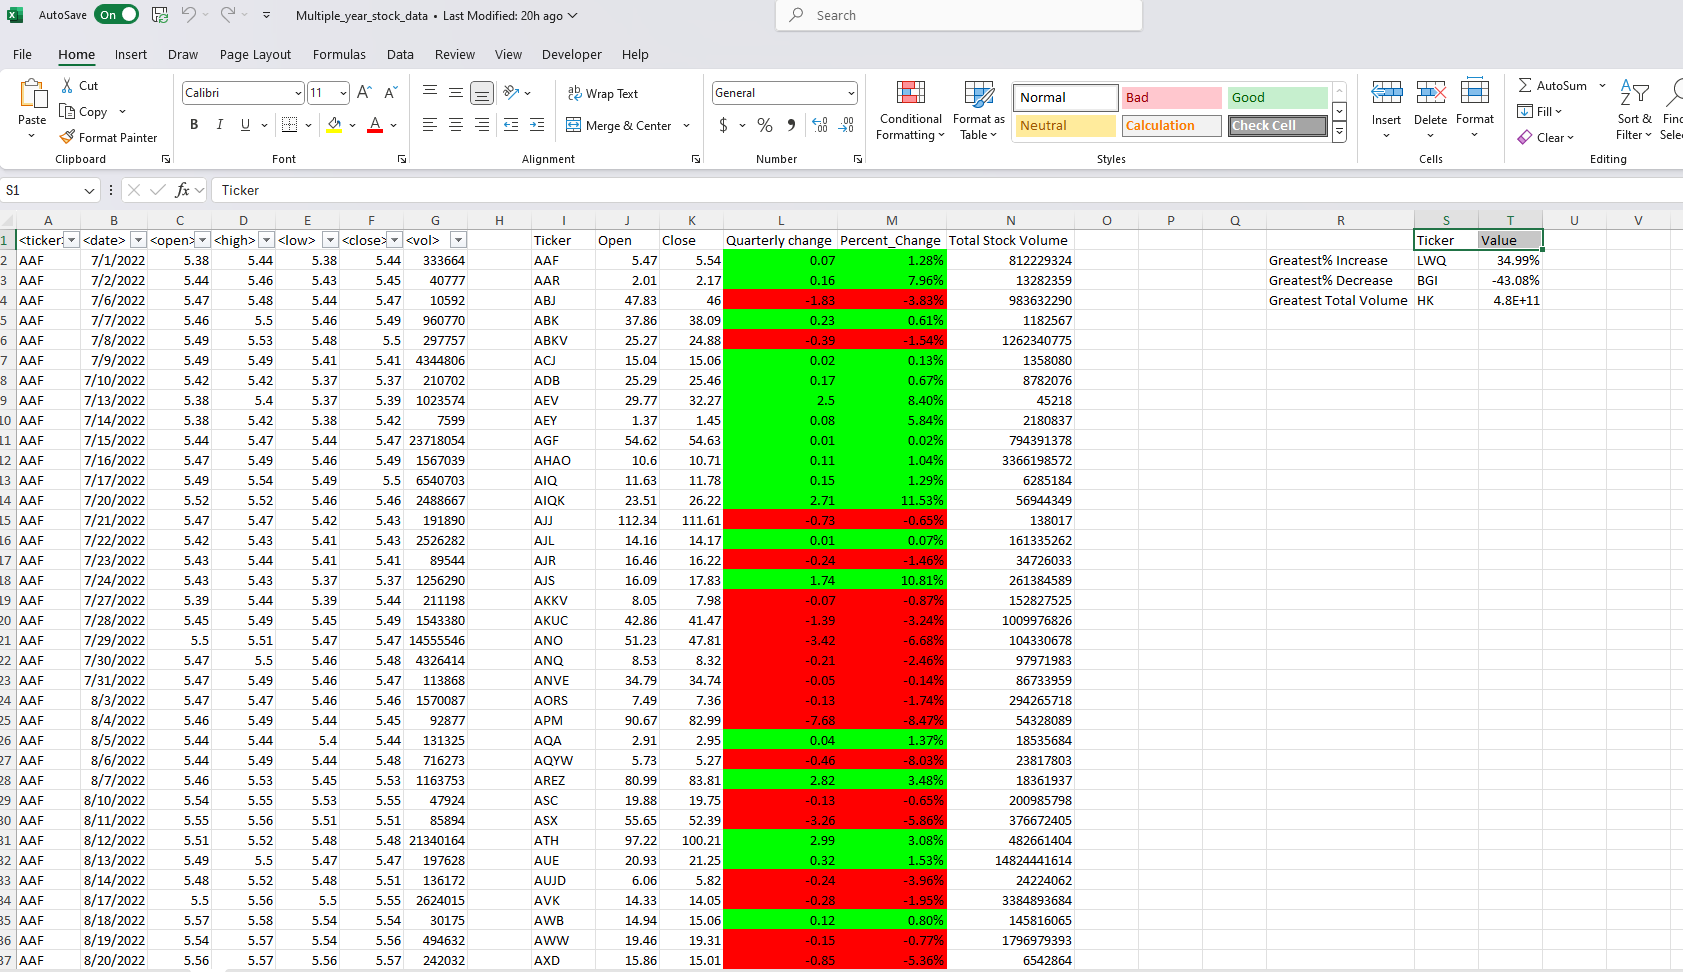 AutoSave On Multiple_year_stock_data • Last Modified: 20h ago Search
File Home Insert Draw Page Layout Formulas Data Review View Developer Help
Paste Cut Copy Format Painter Clipboard
Calibri 11 A A B I U A Font
ab Wrap Text Merge & Center Alignment
General $ % Number
Conditional Formatting Format as Table Normal Bad Good Neutral Calculation Check Cell Styles
Insert Delete Format Cells
AutoSum Fill Clear Sort & Filter Editing
S1 fx Ticker
A B C D E F G H I J K L M N O P Q R S T U V
1 <ticker> <date> <open> <high> <low> <close> <vol> Ticker Open Close Quarterly change Percent_Change Total Stock Volume Ticker Value
2 AAF 7/1/2022 5.38 5.44 5.38 5.44 333664 AAF 5.47 5.54 0.07 1.28% 812229324 Greatest% Increase LWQ 34.99%
3 AAF 7/2/2022 5.44 5.46 5.43 5.45 40777 AAR 2.01 2.17 0.16 7.96% 13282359 Greatest% Decrease BGI -43.08%
4 AAF 7/6/2022 5.47 5.48 5.44 5.47 10592 ABJ 47.83 46 -1.83 -3.83% 983632290 Greatest Total Volume HK 4.8E+11
5 AAF 7/7/2022 5.46 5.5 5.46 5.49 960770 ABK 37.86 38.09 0.23 0.61% 1182567
6 AAF 7/8/2022 5.49 5.53 5.48 5.5 297757 ABKV 25.27 24.88 -0.39 -1.54% 1262340775
7 AAF 7/9/2022 5.49 5.49 5.41 5.41 4344806 ACJ 15.04 15.06 0.02 0.13% 1358080
8 AAF 7/10/2022 5.42 5.42 5.37 5.37 210702 ADB 25.29 25.46 0.17 0.67% 8782076
9 AAF 7/13/2022 5.38 5.4 5.37 5.39 1023574 AEV 29.77 32.27 2.5 8.40% 45218
10 AAF 7/14/2022 5.38 5.42 5.38 5.42 7599 AEY 1.37 1.45 0.08 5.84% 2180837
11 AAF 7/15/2022 5.44 5.47 5.44 5.47 23718054 AGF 54.62 54.63 0.01 0.02% 794391378
12 AAF 7/16/2022 5.47 5.49 5.46 5.49 1567039 AHAO 10.6 10.71 0.11 1.04% 3366198572
13 AAF 7/17/2022 5.49 5.54 5.49 5.5 6540703 AIQ 11.63 11.78 0.15 1.29% 6285184
14 AAF 7/20/2022 5.52 5.52 5.46 5.46 2488667 AIQK 23.51 26.22 2.71 11.53% 56944349
15 AAF 7/21/2022 5.47 5.47 5.42 5.43 191890 AJJ 112.34 111.61 -0.73 -0.65% 138017
16 AAF 7/22/2022 5.42 5.43 5.41 5.43 2526282 AJL 14.16 14.17 0.01 0.07% 161335262
17 AAF 7/23/2022 5.43 5.44 5.41 5.41 89544 AJR 16.46 16.22 -0.24 -1.46% 34726033
18 AAF 7/24/2022 5.43 5.43 5.37 5.37 1256290 AJS 16.09 17.83 1.74 10.81% 261384589
19 AAF 7/27/2022 5.39 5.44 5.39 5.44 211198 AKKV 8.05 7.98 -0.07 -0.87% 152827525
20 AAF 7/28/2022 5.45 5.49 5.45 5.49 1543380 AKUC 42.86 41.47 -1.39 -3.24% 1009976826
21 AAF 7/29/2022 5.5 5.51 5.47 5.47 14555546 ANO 51.23 47.81 -3.42 -6.68% 104330678
22 AAF 7/30/2022 5.47 5.5 5.46 5.48 4326414 ANQ 8.53 8.32 -0.21 -2.46% 97971983
23 AAF 7/31/2022 5.47 5.49 5.46 5.47 113868 ANVE 34.79 34.74 -0.05 -0.14% 86733959
24 AAF 8/3/2022 5.47 5.47 5.46 5.46 1570087 AORS 7.49 7.36 -0.13 -1.74% 294265718
25 AAF 8/4/2022 5.46 5.49 5.44 5.45 92877 APM 90.67 82.99 -7.68 -8.47% 54328089
26 AAF 8/5/2022 5.44 5.44 5.4 5.44 131325 AQA 2.91 2.95 0.04 1.37% 18535684
27 AAF 8/6/2022 5.44 5.49 5.44 5.48 716273 AQYW 5.73 5.27 -0.46 -8.03% 23817803
28 AAF 8/7/2022 5.46 5.53 5.45 5.53 1163753 AREZ 80.99 83.81 2.82 3.48% 18361937
29 AAF 8/10/2022 5.54 5.55 5.53 5.55 47924 ASC 19.88 19.75 -0.13 -0.65% 200985798
30 AAF 8/11/2022 5.55 5.56 5.51 5.51 85894 ASX 55.65 52.39 -3.26 -5.86% 376672405
31 AAF 8/12/2022 5.51 5.52 5.48 5.48 21340164 ATH 97.22 100.21 2.99 3.08% 482661404
32 AAF 8/13/2022 5.49 5.5 5.47 5.47 197628 AUE 20.93 21.25 0.32 1.53% 14824441614
33 AAF 8/14/2022 5.48 5.52 5.48 5.51 136172 AUJD 6.06 5.82 -0.24 -3.96% 24224062
34 AAF 8/17/2022 5.5 5.56 5.5 5.55 2624015 AVK 14.33 14.05 -0.28 -1.95% 3384893684
35 AAF 8/18/2022 5.57 5.58 5.54 5.54 30175 AWB 14.94 15.06 0.12 0.80% 145816065
36 AAF 8/19/2022 5.54 5.57 5.54 5.56 494632 AWW 19.46 19.31 -0.15 -0.77% 1796979393
37 AAF 8/20/2022 5.56 5.57 5.56 5.57 242032 AXD 15.86 15.01 -0.85 -5.36% 6542864